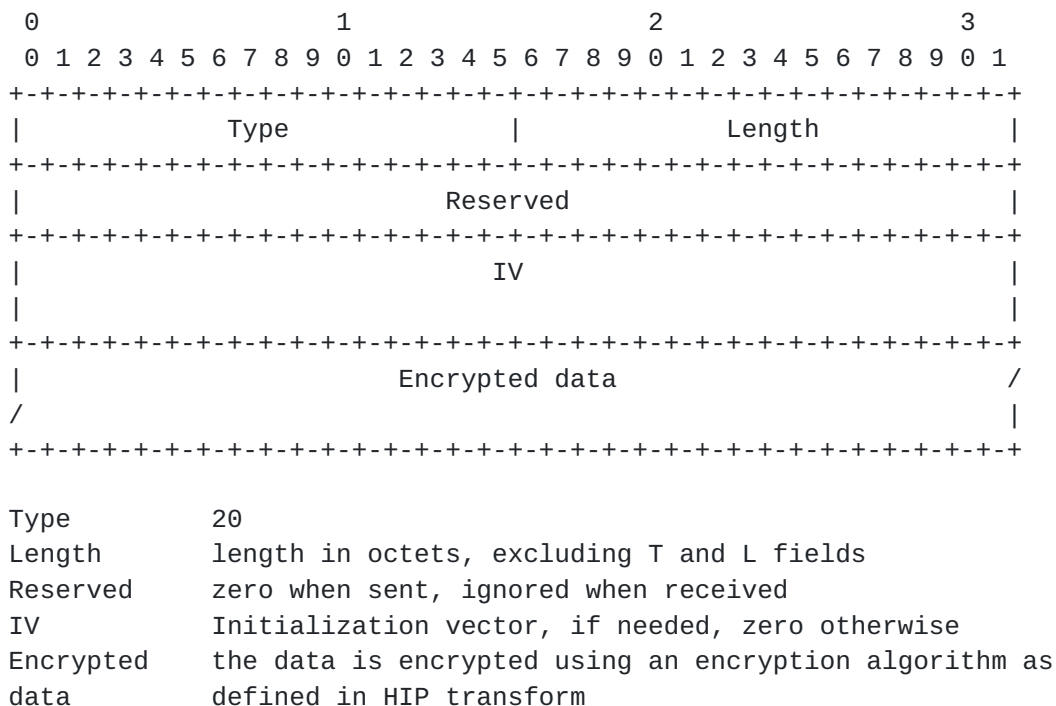 0                   1                   2                   3
 0 1 2 3 4 5 6 7 8 9 0 1 2 3 4 5 6 7 8 9 0 1 2 3 4 5 6 7 8 9 0 1
+-+-+-+-+-+-+-+-+-+-+-+-+-+-+-+-+-+-+-+-+-+-+-+-+-+-+-+-+-+-+-+-+
|             Type              |             Length            |
+-+-+-+-+-+-+-+-+-+-+-+-+-+-+-+-+-+-+-+-+-+-+-+-+-+-+-+-+-+-+-+-+
|                           Reserved                            |
+-+-+-+-+-+-+-+-+-+-+-+-+-+-+-+-+-+-+-+-+-+-+-+-+-+-+-+-+-+-+-+-+
|                              IV                               |
|                                                               |
+-+-+-+-+-+-+-+-+-+-+-+-+-+-+-+-+-+-+-+-+-+-+-+-+-+-+-+-+-+-+-+-+
|                        Encrypted data                         /
/                                                               |
+-+-+-+-+-+-+-+-+-+-+-+-+-+-+-+-+-+-+-+-+-+-+-+-+-+-+-+-+-+-+-+-+
Type         20
Length       length in octets, excluding T and L fields
Reserved     zero when sent, ignored when received
IV           Initialization vector, if needed, zero otherwise
Encrypted    the data is encrypted using an encryption algorithm as
data         defined in HIP transform